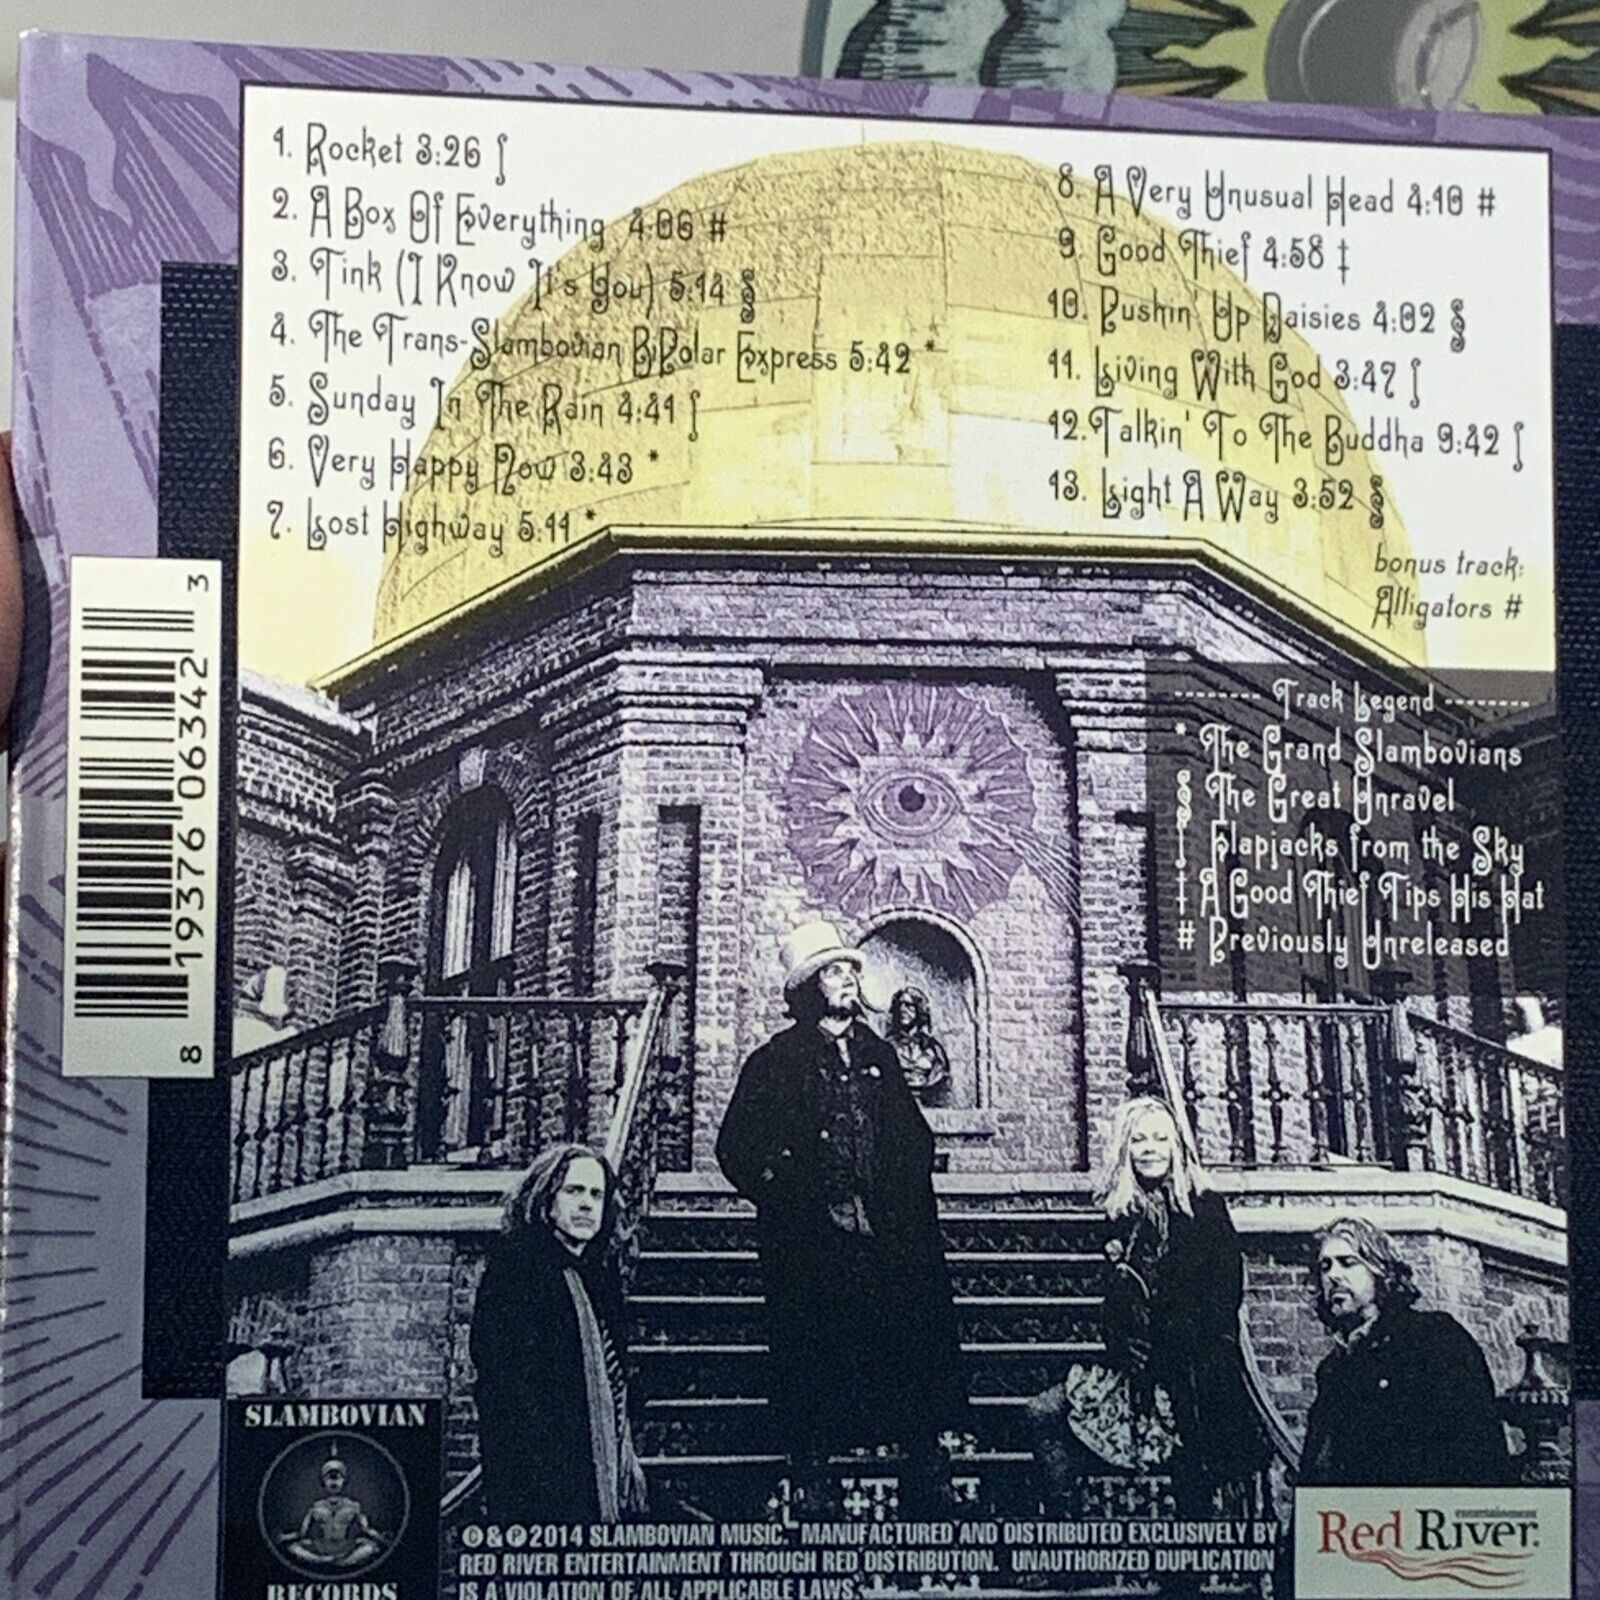 1. Rocket 3:26 ∫
2. A Box Of Everything 4:06 #
3. Tink (I Know It's You) 5:14 §
4. The Trans-Slambovian BiPolar Express 5:42 *
5. Sunday In The Rain 4:41 ∫
6. Very Happy Now 3:43 *
7. Lost Highway 5:11 *
8. A Very Unusual Head 4:10 #
9. Good Thief 4:58 ‡
10. Pushin' Up Daisies 4:02 §
11. Living With God 3:47 ∫
12. Talkin' To The Buddha 9:42 ∫
13. Light A Way 3:52 §
bonus track:
Alligators #
-------- Track Legend --------
* The Grand Slambovians
§ The Great Unravel
∫ Flapjacks from the Sky
‡ A Good Thief Tips His Hat
# Previously Unreleased
8 19376 06342 3
SLAMBOVIAN
RECORDS
©&℗2014 SLAMBOVIAN MUSIC. MANUFACTURED AND DISTRIBUTED EXCLUSIVELY BY
RED RIVER ENTERTAINMENT THROUGH RED DISTRIBUTION. UNAUTHORIZED DUPLICATION
IS A VIOLATION OF ALL APPLICABLE LAWS.
entertainment
Red River.